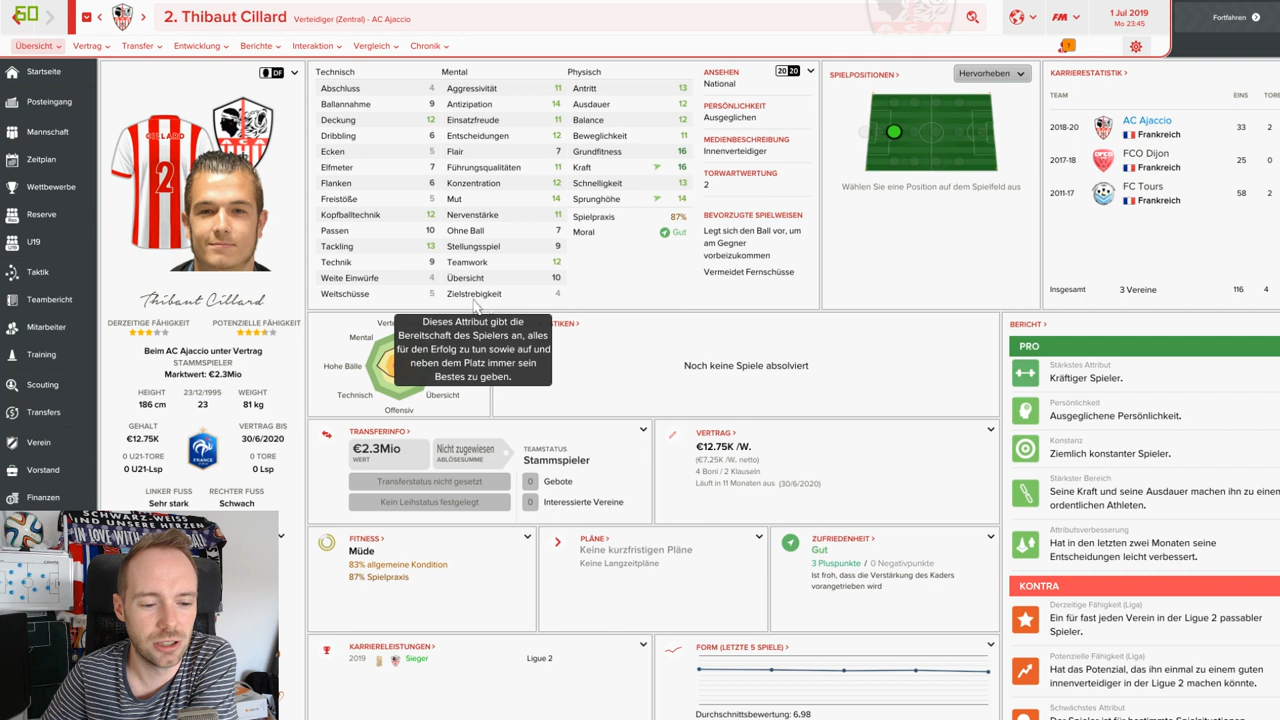 60
2. Thibaut Cillard Verteidiger (Zentral) - AC Ajaccio
FM
1 Jul 2019
Mo 23:45
Fortfahren
Übersicht Vertrag Transfer Entwicklung Berichte Interaktion Vergleich Chronik
1
Startseite
Posteingang
Mannschaft
Zeitplan
Wettbewerbe
Reserve
U19
Taktik
Teambericht
Mitarbeiter
Training
Scouting
Transfers
Verein
Vorstand
Finanzen
DF
CILLARD
2
Thibaut Cillard
DERZEITIGE FÄHIGKEIT POTENZIELLE FÄHIGKEIT
Beim AC Ajaccio unter Vertrag
STAMMSPIELER
Marktwert: €2.3Mio
HEIGHT 23/12/1995 WEIGHT
186 cm 23 81 kg
GEHALT VERTRAG BIS
€12.75K 30/6/2020
FRANCE
0 U21-TORE 0 TORE
0 U21-Lsp 0 Lsp
LINKER FUSS RECHTER FUSS
Sehr stark Schwach
Technisch Mental Physisch
Abschluss 4 Aggressivität 11 Antritt 13
Ballannahme 9 Antizipation 14 Ausdauer 12
Deckung 12 Einsatzfreude 11 Balance 12
Dribbling 6 Entscheidungen 12 Beweglichkeit 11
Ecken 5 Flair 7 Grundfitness 16
Elfmeter 7 Führungsqualitäten 11 Kraft 16
Flanken 6 Konzentration 12 Schnelligkeit 13
Freistöße 5 Mut 14 Sprunghöhe 14
Kopfballtechnik 12 Nervenstärke 11 Spielpraxis 87%
Passen 10 Ohne Ball 7 Moral Gut
Tackling 13 Stellungsspiel 9
Technik 9 Teamwork 12
Weite Einwürfe 4 Übersicht 10
Weitschüsse 5 Zielstrebigkeit 4
Dieses Attribut gibt die
Bereitschaft des Spielers an, alles
für den Erfolg zu tun sowie auf und
neben dem Platz immer sein
Bestes zu geben.
ANSEHEN
National
20 20
PERSÖNLICHKEIT
Ausgeglichen
MEDIENBESCHREIBUNG
Innenverteidiger
TORWARTWERTUNG
2
BEVORZUGTE SPIELWEISEN
Legt sich den Ball vor, um
am Gegner
vorbeizukommen
Vermeidet Fernschüsse
SPIELPOSITIONEN
Hervorheben
Wählen Sie eine Position auf dem Spielfeld aus
KARRIERESTATISTIK
TEAM EINS TORE
2018-20 AC Ajaccio 33 2
Frankreich
2017-18 FCO Dijon 25 0
Frankreich
2011-17 FC Tours 58 2
Frankreich
Insgesamt 3 Vereine 116 4
Mental
Hohe Bälle
Technisch
Offensiv
Übersicht
Noch keine Spiele absolviert
TRANSFERINFO
€2.3Mio
WERT
Nicht zugewiesen
ABLÖSESUMME
Transferstatus nicht gesetzt
Kein Leihstatus festgelegt
TEAMSTATUS
Stammspieler
0 Gebote
0 Interessierte Vereine
VERTRAG
€12.75K /W.
(€7.25K /W. netto)
4 Boni / 2 Klauseln
Läuft in 11 Monaten aus (30/6/2020)
FITNESS
Müde
83% allgemeine Kondition
87% Spielpraxis
PLÄNE
Keine kurzfristigen Pläne
Keine Langzeitpläne
ZUFRIEDENHEIT
Gut
3 Pluspunkte / 0 Negativpunkte
Ist froh, dass die Verstärkung des Kaders
vorangetrieben wird
KARRIERELEISTUNGEN
2019 Sieger Ligue 2
FORM (LETZTE 5 SPIELE)
Durchschnittsbewertung: 6,98
BERICHT
PRO
Stärkstes Attribut
Kräftiger Spieler.
Persönlichkeit
Ausgeglichene Persönlichkeit.
Konstanz
Ziemlich konstanter Spieler.
Stärkster Bereich
Seine Kraft und seine Ausdauer machen ihn zu einem
ordentlichen Athleten.
Attributsverbesserung
Hat in den letzten zwei Monaten seine
Entscheidungen leicht verbessert.
KONTRA
Derzeitige Fähigkeit (Liga)
Ein für fast jeden Verein in der Ligue 2 passabler
Spieler.
Potenzielle Fähigkeit (Liga)
Hat das Potenzial, das ihn einmal zu einem guten
innenverteidiger in der Ligue 2 machen könnte.
Schwächstes Attribut
SCHWARZ-WEISS
UND UNSERE
HERZEN
IN LOVE WITH